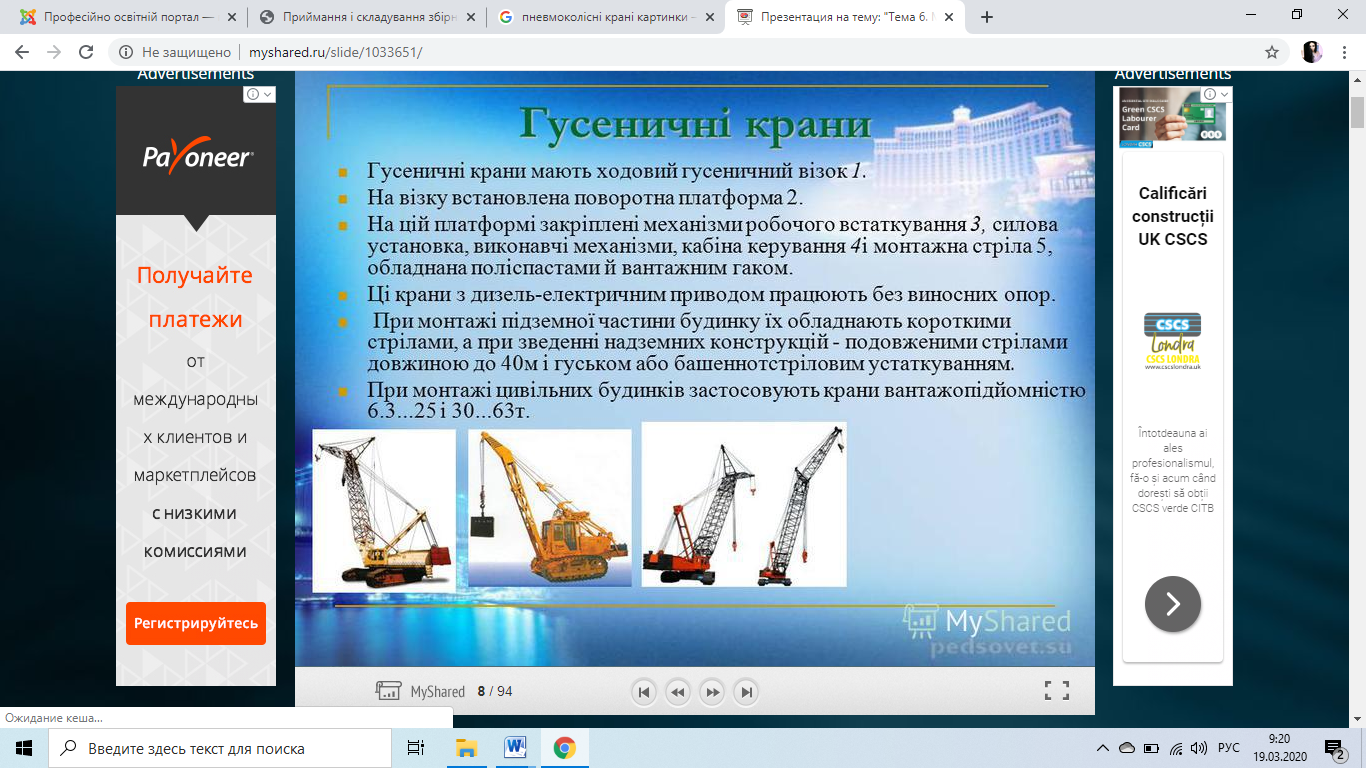 Професійно освітній портал —
Приймання і складування збірн
пневмоколісні крані картинки -
Презентация на тему: "Тема 6. М
Не защищено
myshared.ru/slide/1033651/
Advertisements
Payoneer
Получайте
платежи
от
международны
х клиентов и
маркетплейсов
с низкими
комиссиями
Регистрируйтесь
Гусеничні крани
Гусеничні крани мають ходовий гусеничний візок 1.
На візку встановлена поворотна платформа 2.
На цій платформі закріплені механізми робочого встаткування 3, силова
установка, виконавчі механізми, кабіна керування 4і монтажна стріла 5,
обладнана поліспастами й вантажним гаком.
Ці крани з дизель-електричним приводом працюють без виносних опор.
При монтажі підземної частини будинку їх обладнають короткими
стрілами, а при зведенні надземних конструкцій - подовженими стрілами
довжиною до 40м і гуськом або башеннотстріловим устаткуванням.
При монтажі цивільних будинків застосовують крани вантажопідйомністю
6.3...25 і 30...63т.
MyShared
pedsovet.su
MyShared
8 / 94
Advertisements
Green CSCS
Labourer
Card
Calificări
construcții
UK CSCS
CSCS
Londra
CSCS LONDRA
www.cscslondra.uk
Întotdeauna ai
ales
profesionalismul,
fă-o și acum când
dorești să obții
CSCS verde CITB
Ожидание кеша...
Введите здесь текст для поиска
W
РУС
9:20
19.03.2020
2